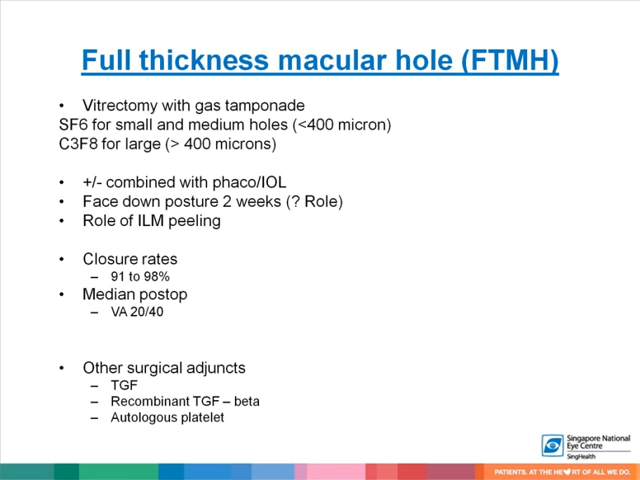 Full thickness macular hole (FTMH)
• Vitrectomy with gas tamponade
SF6 for small and medium holes (<400 micron)
C3F8 for large (> 400 microns)
• +/- combined with phaco/IOL
• Face down posture 2 weeks (? Role)
• Role of ILM peeling
• Closure rates
– 91 to 98%
• Median postop
– VA 20/40
• Other surgical adjuncts
– TGF
– Recombinant TGF – beta
– Autologous platelet
Singapore National
Eye Centre
SingHealth
PATIENTS. AT THE HE♥RT OF ALL WE DO.